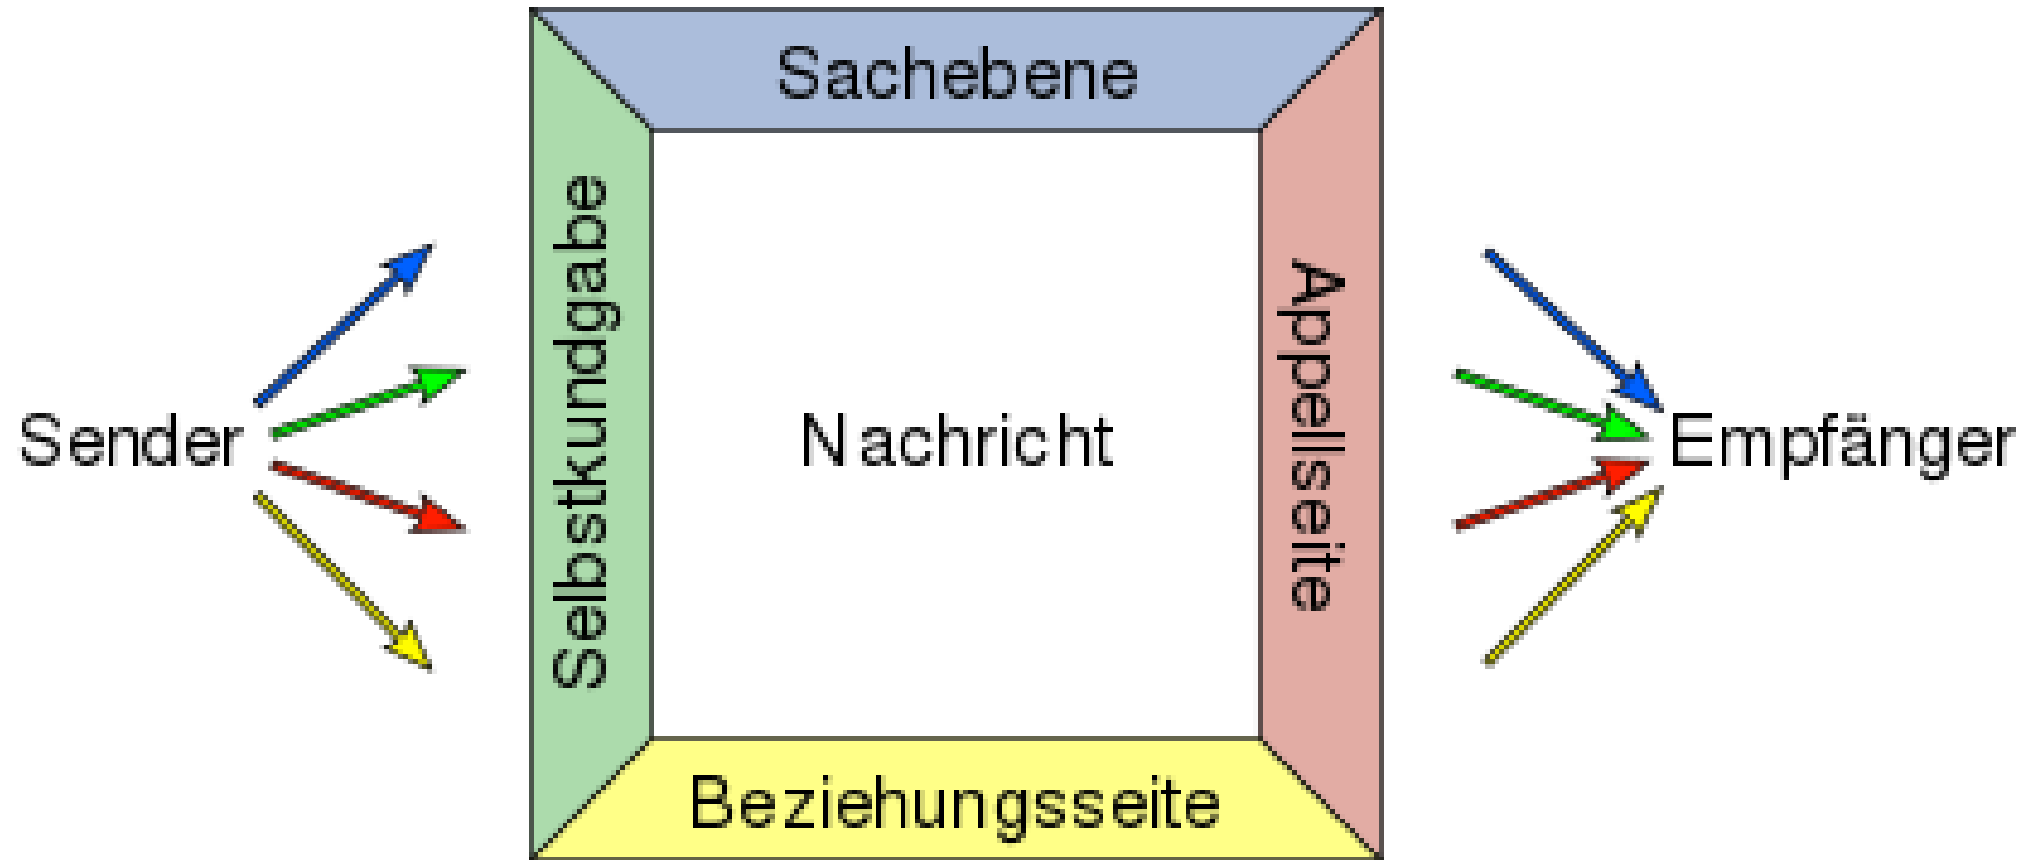 Sachebene
Sender
Selbstkundgabe
Nachricht
Appellseite
Empfänger
Beziehungsseite